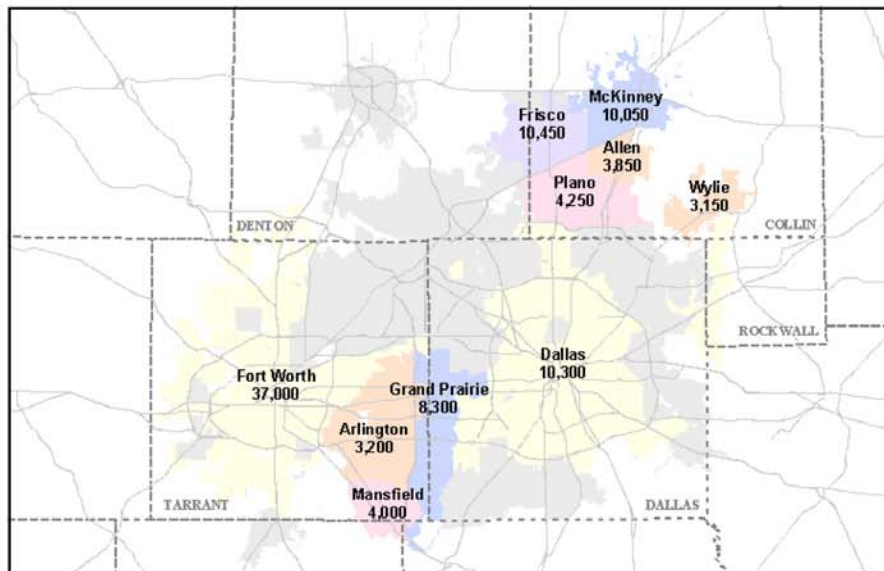 McKinney
10,050
Frisco
10,450
Allen
3,850
Plano
4,250
Wylie
3,150
DENTON
COLLIN
ROCKWALL
Dallas
10,300
Fort Worth
37,000
Grand Prairie
8,300
Arlington
3,200
Mansfield
4,000
TARRANT
DALLAS